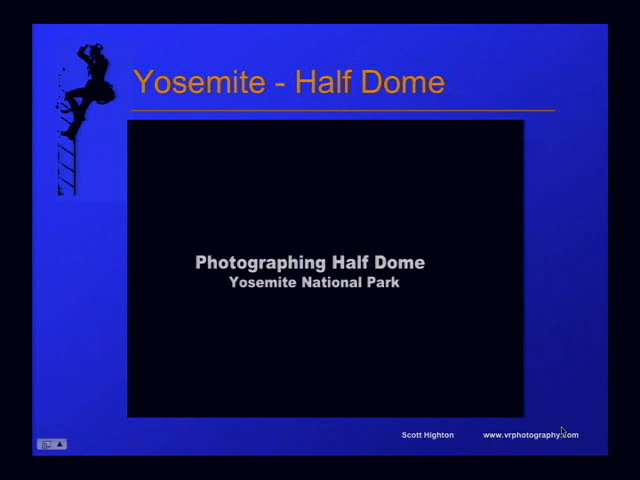 Yosemite - Half Dome
Photographing Half Dome
Yosemite National Park
Scott Highton www.vrphotography.com